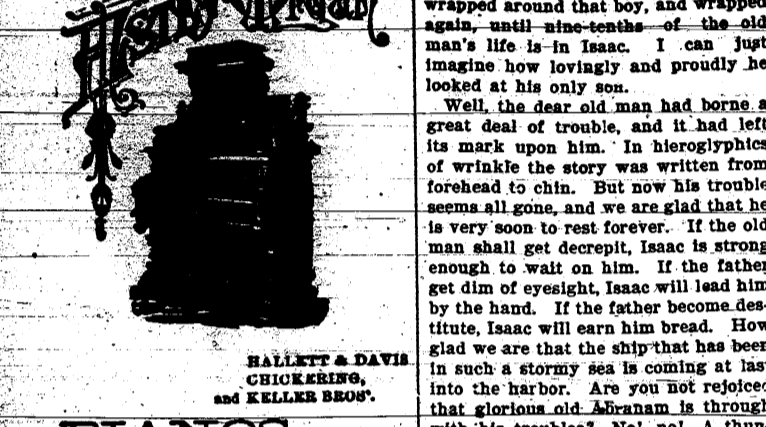 HALLETT & DAVIS
CHICKERING,
and KELLER BROS'.
PIANOS
wrapped around that boy, and wrapped
again, until nine-tenths of the old
man's life is in Isaac. I can just
imagine how lovingly and proudly he
looked at his only son.
Well, the dear old man had borne a
great deal of trouble, and it had left
its mark upon him. In hieroglyphics
of wrinkle the story was written from
forehead to chin. But now his trouble
seems all gone, and we are glad that he
is very soon to rest forever. If the old
man shall get decrepit, Isaac is strong
enough to wait on him. If the father
get dim of eyesight, Isaac will lead him
by the hand. If the father become des-
titute, Isaac will earn him bread. How
glad we are that the ship that has been
in such a stormy sea is coming at last
into the harbor. Are you not rejoiced
that glorious old Abranam is through
with his troubles? No! no! A thun